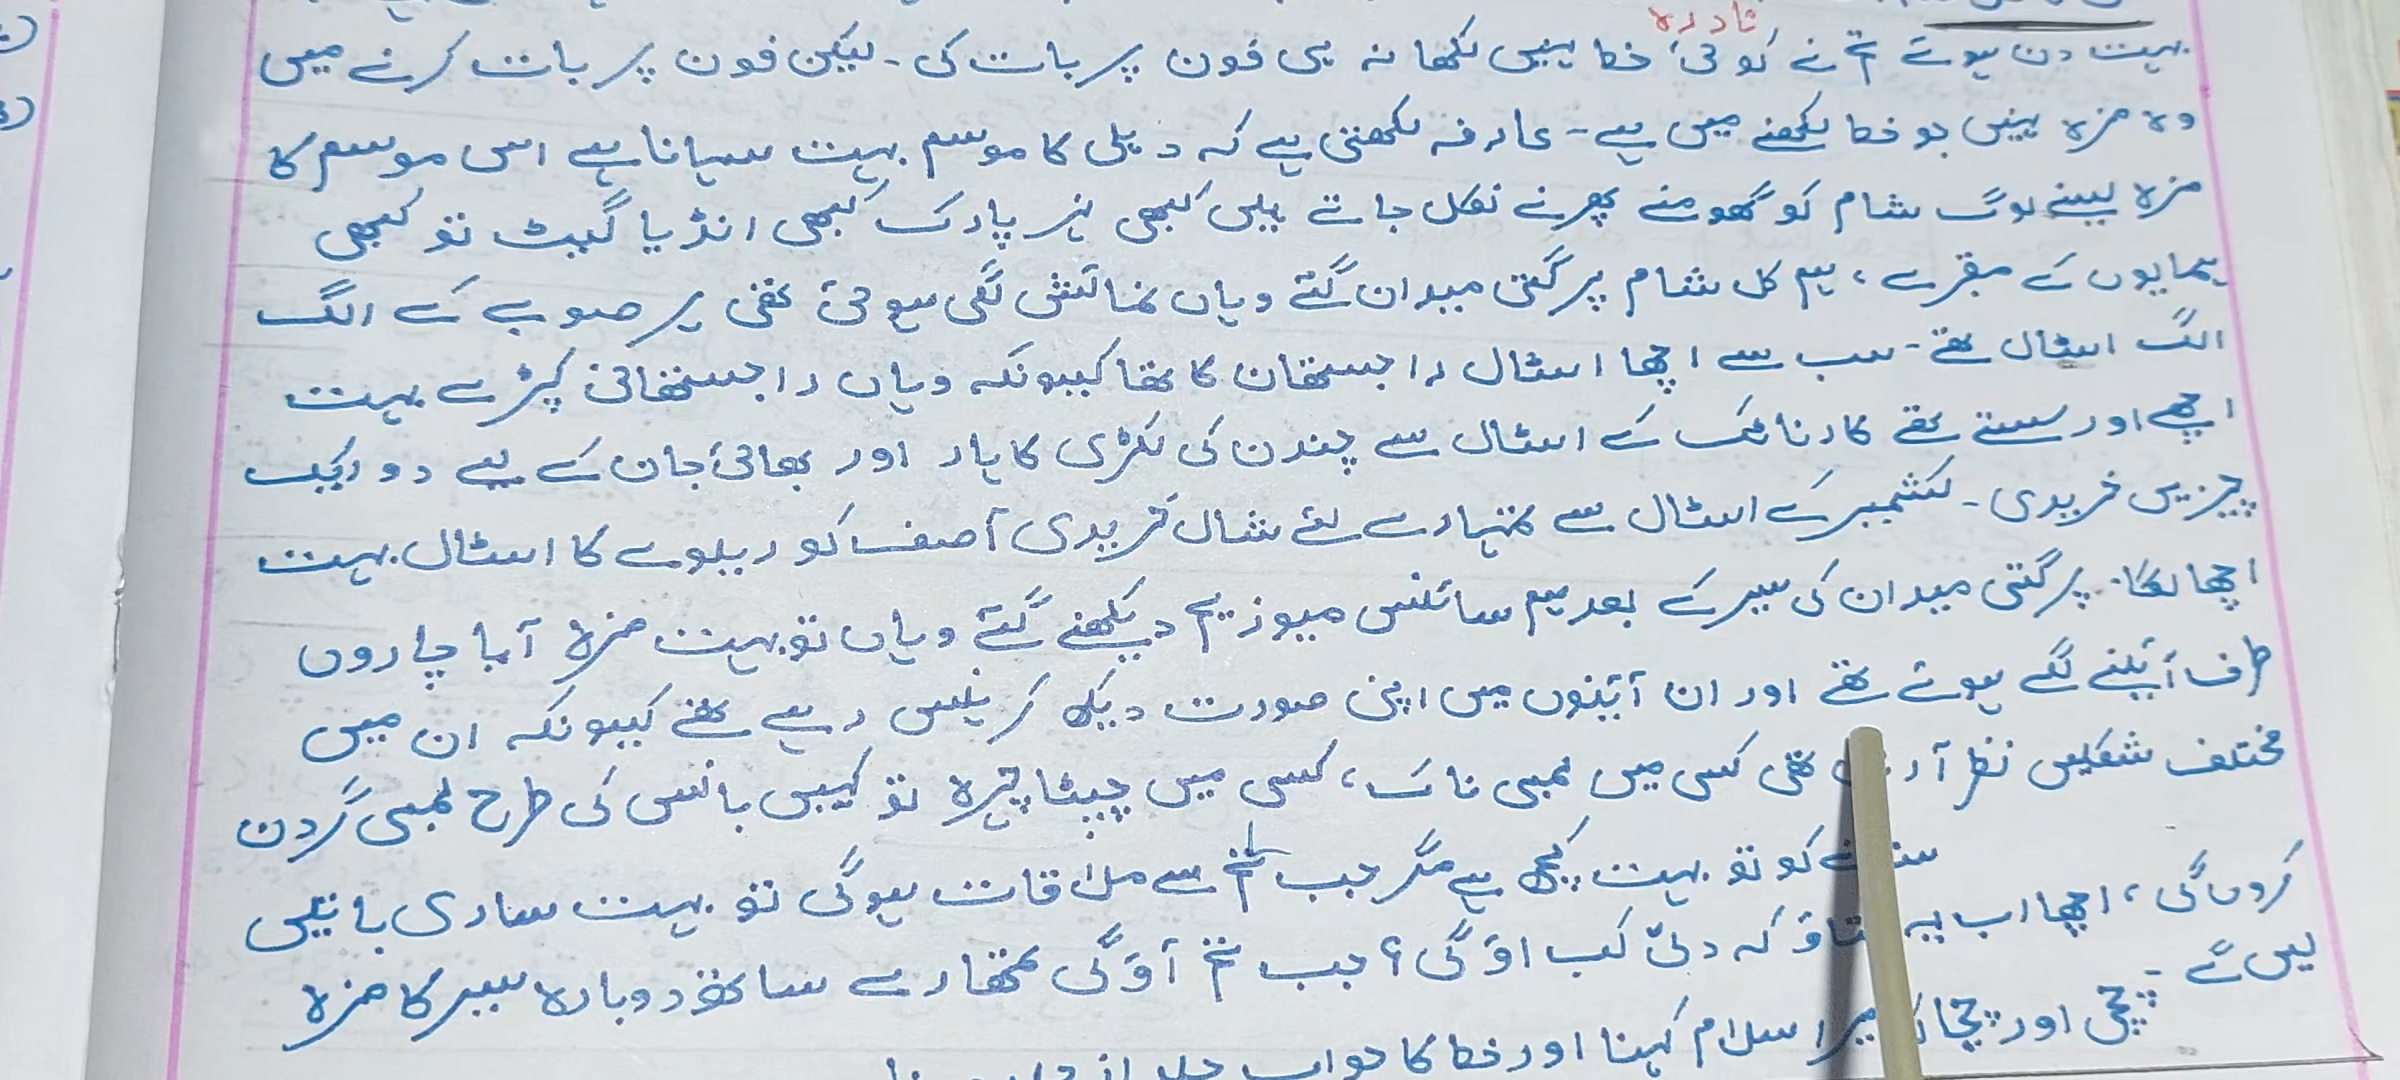 نادرہ
بہت دن ہوئے تم نے کوئی خط نہیں لکھا نہ ہی فون پر بات کی۔ لیکن فون پر بات کرنے میں
وہ مزہ نہیں جو خط لکھنے میں ہے۔ عارفہ لکھتی ہے کہ دہلی کا موسم بہت سہانا ہے اس موسم کا
مزہ لینے لوگ شام کو گھومنے پھرنے نکل جاتے ہیں کبھی نہر پارک کبھی انڈیا گیٹ تو کبھی
ہمایوں کے مقبرے، ہم کل شام پرگتی میدان گئے وہاں نمائش لگی ہوئی تھی ہر صوبے کے الگ
الگ اسٹال تھے۔ سب سے اچھا اسٹال راجستھان کا تھا کیونکہ وہاں راجستھانی کپڑے بہت
اچھے اور سستے تھے کارناٹک کے اسٹال سے چندن کی لکڑی کا ہار اور بھائی جان کے لیے دو ایک
چیزیں خریدی۔ کشمیر کے اسٹال سے تمہارے لئے شال خریدی آصف کو ریلوے کا اسٹال بہت
اچھا لگا۔ پرگتی میدان کی سیر کے بعد ہم سائنس میوزیم دیکھنے گئے وہاں تو بہت مزہ آیا چاروں
طرف آئینے لگے ہوئے تھے اور ان آئینوں میں اپنی صورت دیکھ کر ہنس رہے تھے کیونکہ ان میں
مختلف شکلیں نظر آ تھی کسی میں لمبی ناک، کسی میں چپٹا چہرہ تو کہیں بانس کی طرح لمبی گردن
کو تو بہت کچھ ہے مگر جب تم سے ملاقات ہوگی تو بہت ساری باتیں
کروں گی، اچھا اب یہ بتاؤ کہ دلّی کب اؤ گی؟ جب تم آؤ گی تمھارے ساتھ دوبارہ سیر کا مزہ
لیں گے۔
چچی اور چچا میرا سلام کہنا اور خط کا جواب جلد